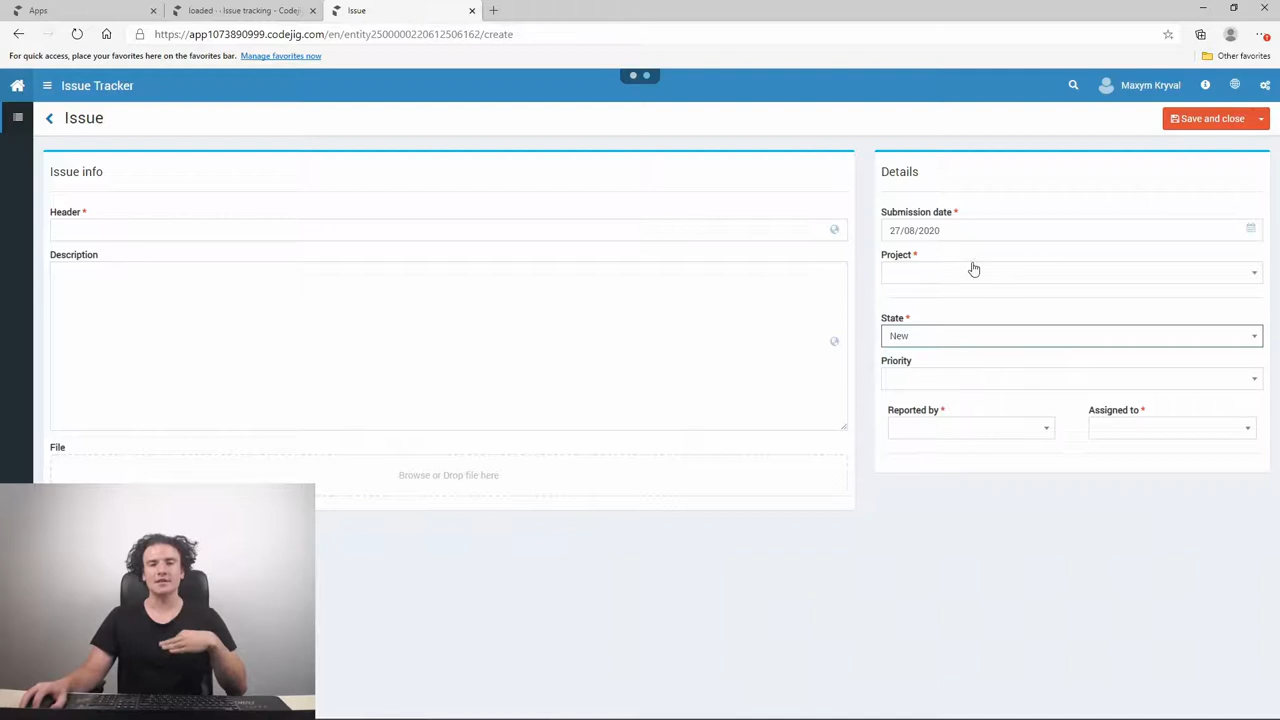 Apps
loaded - - Issue tracking - Codeji
Issue
https://app1073890999.codejig.com/en/entity2500000220612506162/create
For quick access, place your favorites here on the favorites bar. Manage favorites now
Other favorites
Issue Tracker
Maxym Kryval
Issue
Save and close
Issue info
Header *
Description
File
Browse or Drop file here
Details
Submission date *
27/08/2020
Project *
State *
New
Priority
Reported by *
Assigned to *